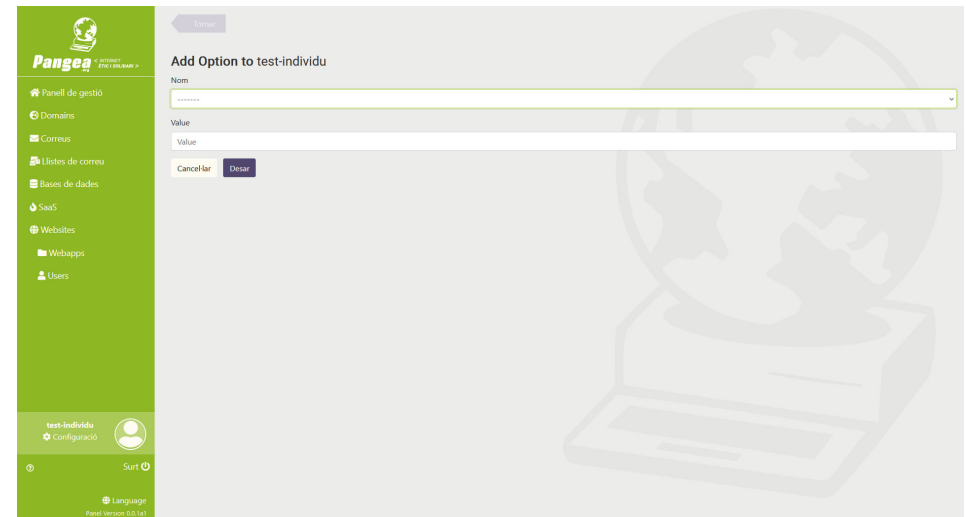 Pangea
.org
< INTERNET
ÈTIC I SOLIDARI >
Panell de gestió
Domains
Correus
Llistes de correu
Bases de dades
SaaS
Websites
Webapps
Users
test-individu
Configuració
Surt
Language
Panel Version 0.0.1a1
Tornar
Add Option to test-individu
Nom
-------
Value
Value
Cancel·lar
Desar